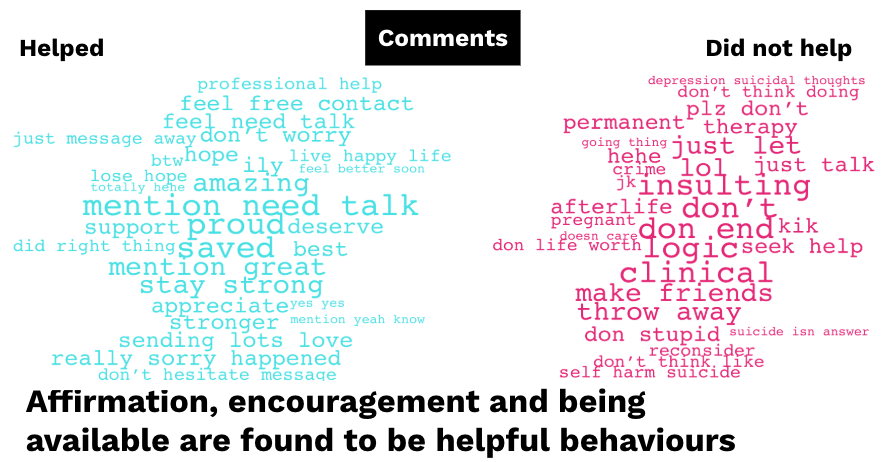 Comments
Helped
Did not help
professional help
feel free contact
feel need talk
just message away don't worry
btw hope ily live happy life
feel better soon
lose hope
totally hehe amazing
mention need talk
support proud deserve
did right thing saved best
mention great
stay strong
appreciate yes yes
stronger mention yeah know
sending lots love
really sorry happened
don't hesitate message
depression suicidal thoughts
don't think doing
plz don't
permanent therapy
going thing just let
hehe
crime lol just talk
jk insulting
afterlife don't
pregnant don end kik
doesn care
don life worth logic seek help
clinical
make friends
throw away
don stupid suicide isn answer
reconsider
don't think like
self harm suicide
Affirmation, encouragement and being
available are found to be helpful behaviours